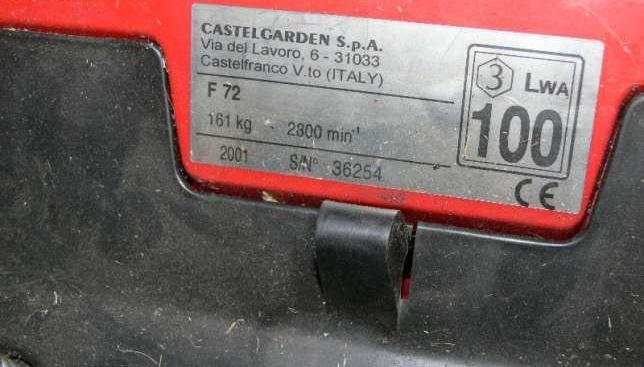 CASTELGARDEN S.p.A.
Via del Lavoro, 6 - 31033
Castelfranco V.to (ITALY)
F 72
161 kg - 2800 min⁻¹
2001 S/N° 36254
3 LWA
100
CE